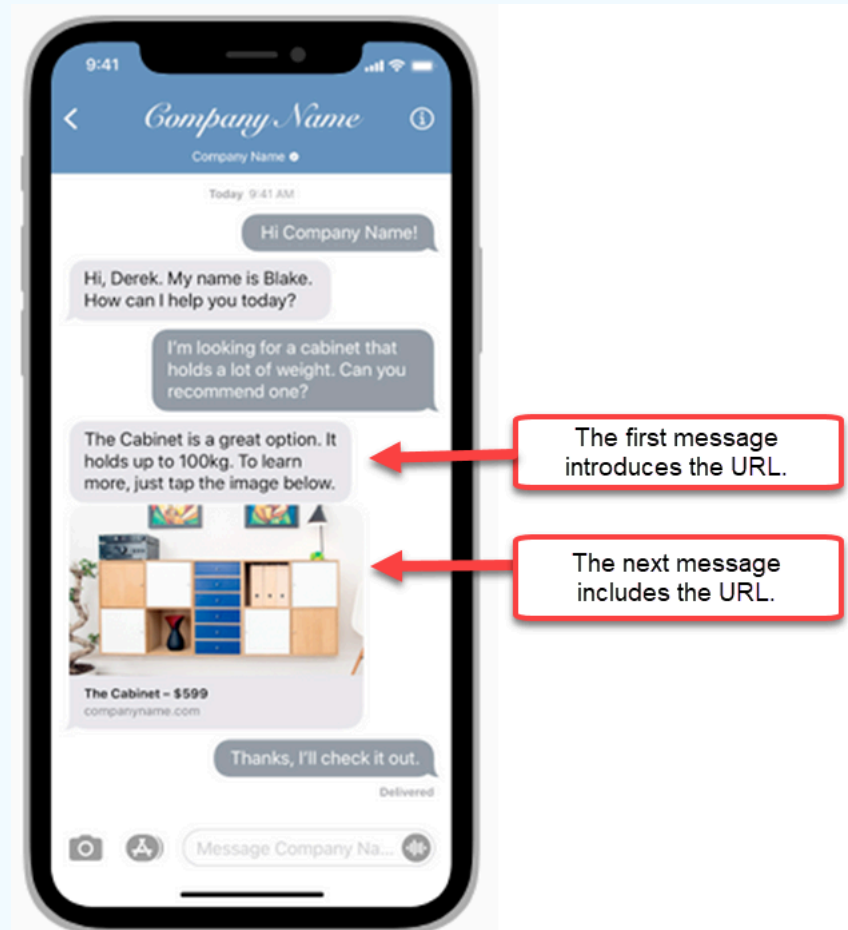 9:41
Company Name
Company Name
Today 9:41 AM
Hi Company Name!
Hi, Derek. My name is Blake.
How can I help you today?
I'm looking for a cabinet that
holds a lot of weight. Can you
recommend one?
The Cabinet is a great option. It
holds up to 100kg. To learn
more, just tap the image below.
The first message
introduces the URL.
The next message
includes the URL.
The Cabinet – $599
companyname.com
Thanks, I'll check it out.
Delivered
Message Company Na...